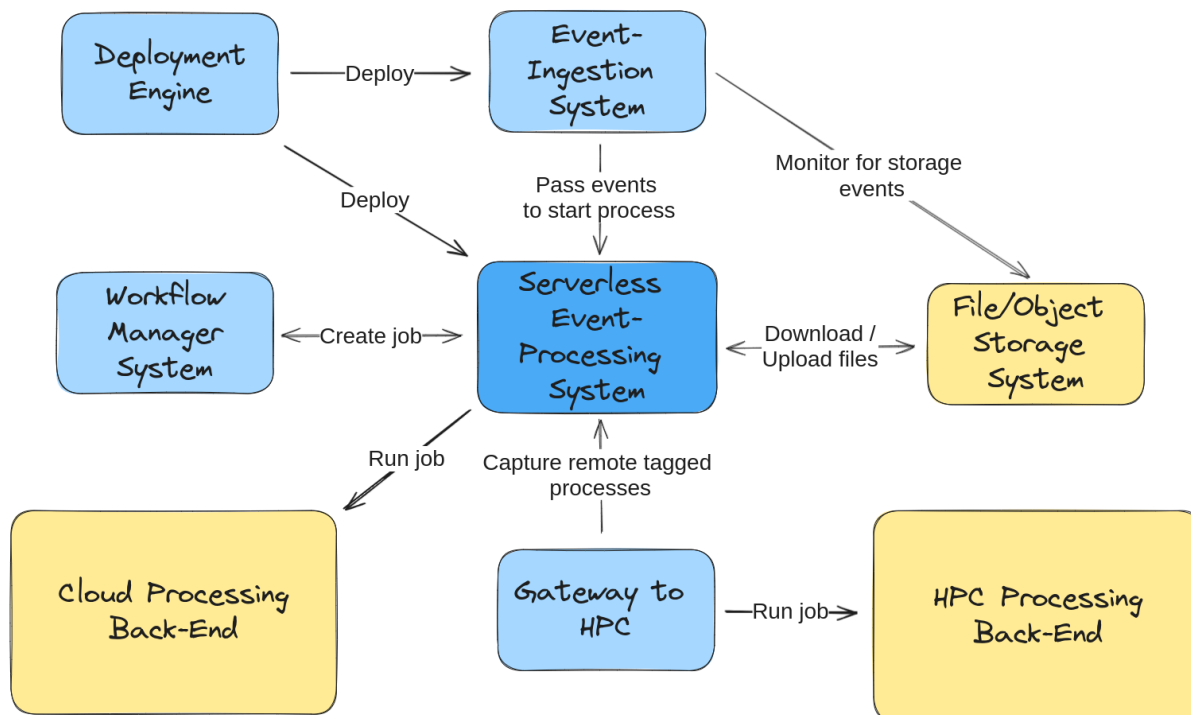 Deployment
Engine
Deploy
Event-
Ingestion
System
Monitor for storage
events
Deploy
Pass events
to start process
Workflow
Manager
System
Create job
Serverless
Event-
Processing
System
Download /
Upload files
File/Object
Storage
System
Run job
Capture remote tagged
processes
Cloud Processing
Back-End
Gateway to
HPC
Run job
HPC Processing
Back-End